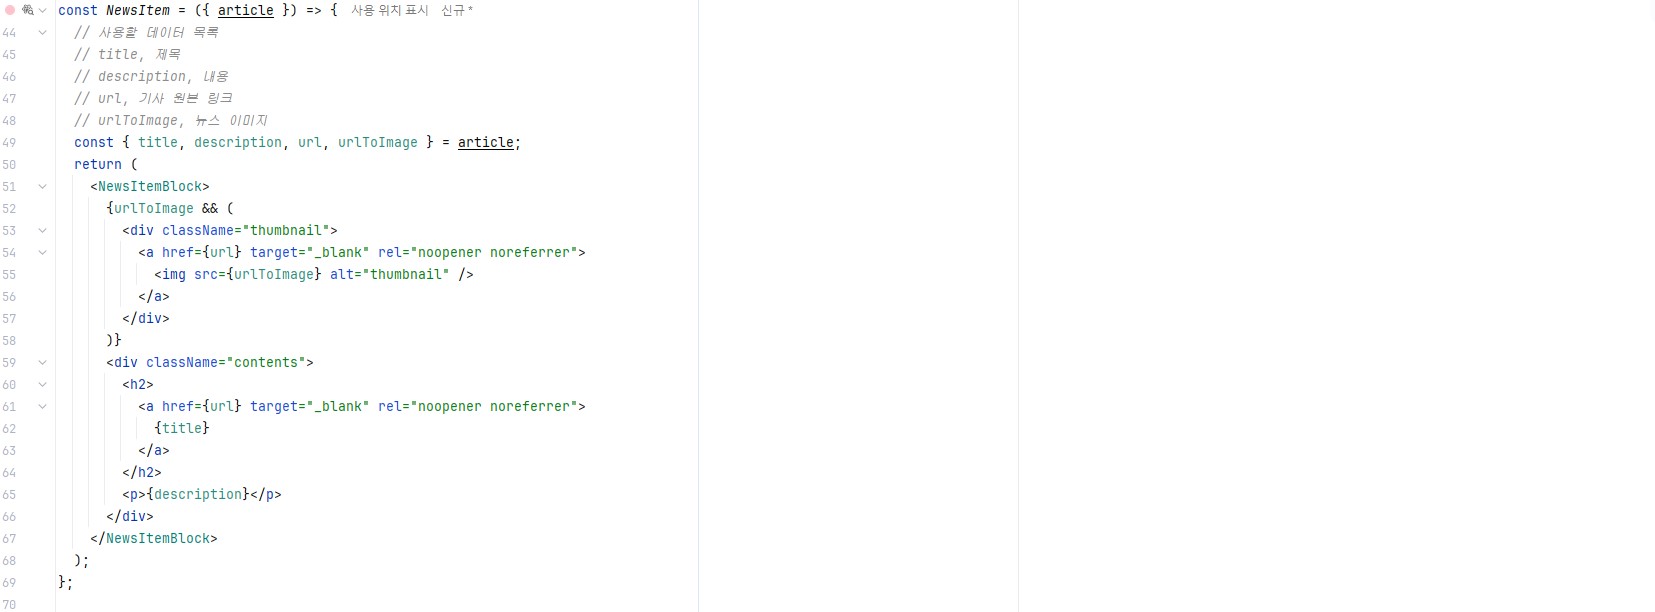 const NewsItem = ({ article }) => { 사용 위치 표시 신규 *
44 // 사용할 데이터 목록
45 // title, 제목
46 // description, 내용
47 // url, 기사 원본 링크
48 // urlToImage, 뉴스 이미지
49 const { title, description, url, urlToImage } = article;
50 return (
51 <NewsItemBlock>
52 {urlToImage && (
53 <div className="thumbnail">
54 <a href={url} target="_blank" rel="noopener noreferrer">
55 <img src={urlToImage} alt="thumbnail" />
56 </a>
57 </div>
58 )}
59 <div className="contents">
60 <h2>
61 <a href={url} target="_blank" rel="noopener noreferrer">
62 {title}
63 </a>
64 </h2>
65 <p>{description}</p>
66 </div>
67 </NewsItemBlock>
68 );
69 };
70